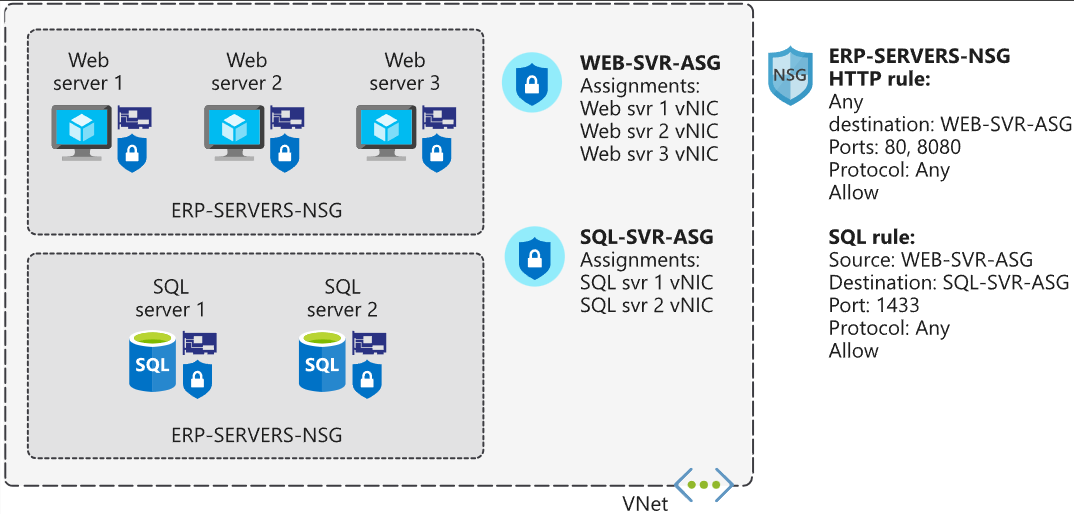 Web
server 1
Web
server 2
Web
server 3
ERP-SERVERS-NSG
SQL
server 1
SQL
server 2
SQL
SQL
ERP-SERVERS-NSG
WEB-SVR-ASG
Assignments:
Web svr 1 vNIC
Web svr 2 vNIC
Web svr 3 vNIC
SQL-SVR-ASG
Assignments:
SQL svr 1 vNIC
SQL svr 2 vNIC
VNet
NSG
ERP-SERVERS-NSG
HTTP rule:
Any
destination: WEB-SVR-ASG
Ports: 80, 8080
Protocol: Any
Allow
SQL rule:
Source: WEB-SVR-ASG
Destination: SQL-SVR-ASG
Port: 1433
Protocol: Any
Allow